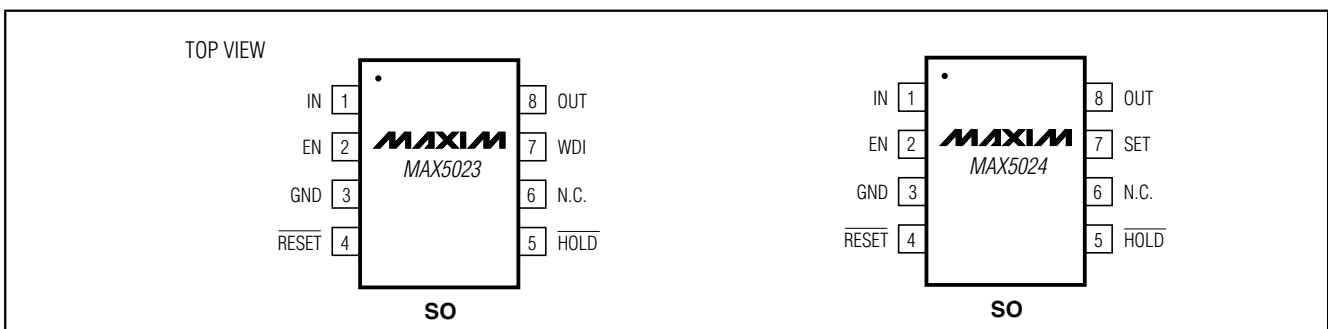 TOP VIEW
IN 1
EN 2
GND 3
RESET 4
MAXIM
MAX5023
8 OUT
7 WDI
6 N.C.
5 HOLD
SO
IN 1
EN 2
GND 3
RESET 4
MAXIM
MAX5024
8 OUT
7 SET
6 N.C.
5 HOLD
SO